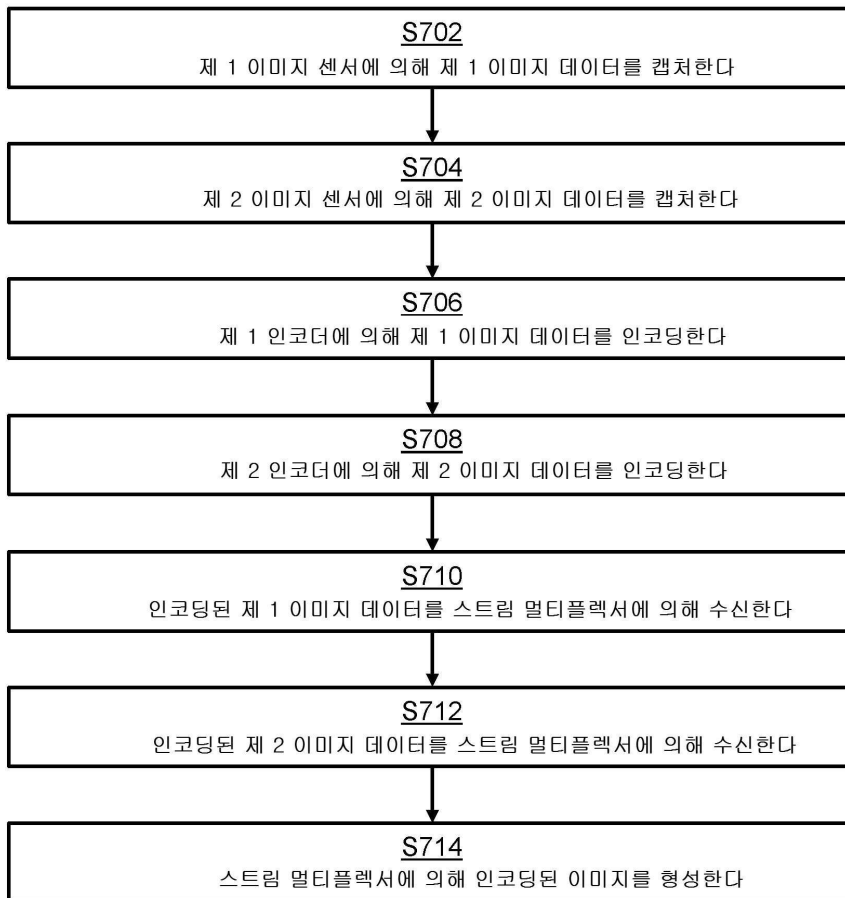 S702
제 1 이미지 센서에 의해 제 1 이미지 데이터를 캡처한다
S704
제 2 이미지 센서에 의해 제 2 이미지 데이터를 캡처한다
S706
제 1 인코더에 의해 제 1 이미지 데이터를 인코딩한다
S708
제 2 인코더에 의해 제 2 이미지 데이터를 인코딩한다
S710
인코딩된 제 1 이미지 데이터를 스트림 멀티플렉서에 의해 수신한다
S712
인코딩된 제 2 이미지 데이터를 스트림 멀티플렉서에 의해 수신한다
S714
스트림 멀티플렉서에 의해 인코딩된 이미지를 형성한다